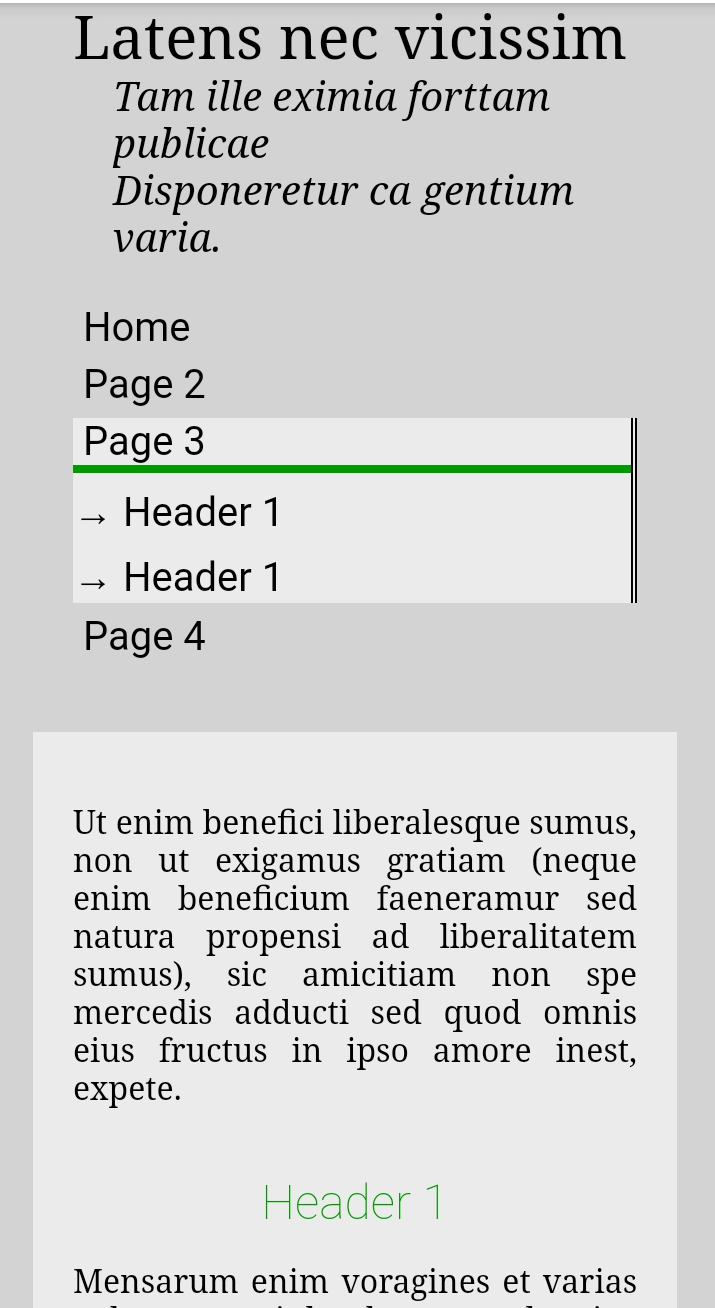 Latens nec vicissim
Tam ille eximia forttam
publicae
Disponeretur ca gentium
varia.
Home
Page 2
Page 3
→ Header 1
→ Header 1
Page 4
Ut enim benefici liberalesque sumus,
non ut exigamus gratiam (neque
enim beneficium faeneramur sed
natura propensi ad liberalitatem
sumus), sic amicitiam non spe
mercedis adducti sed quod omnis
eius fructus in ipso amore inest,
expete.
Header 1
Mensarum enim voragines et varias